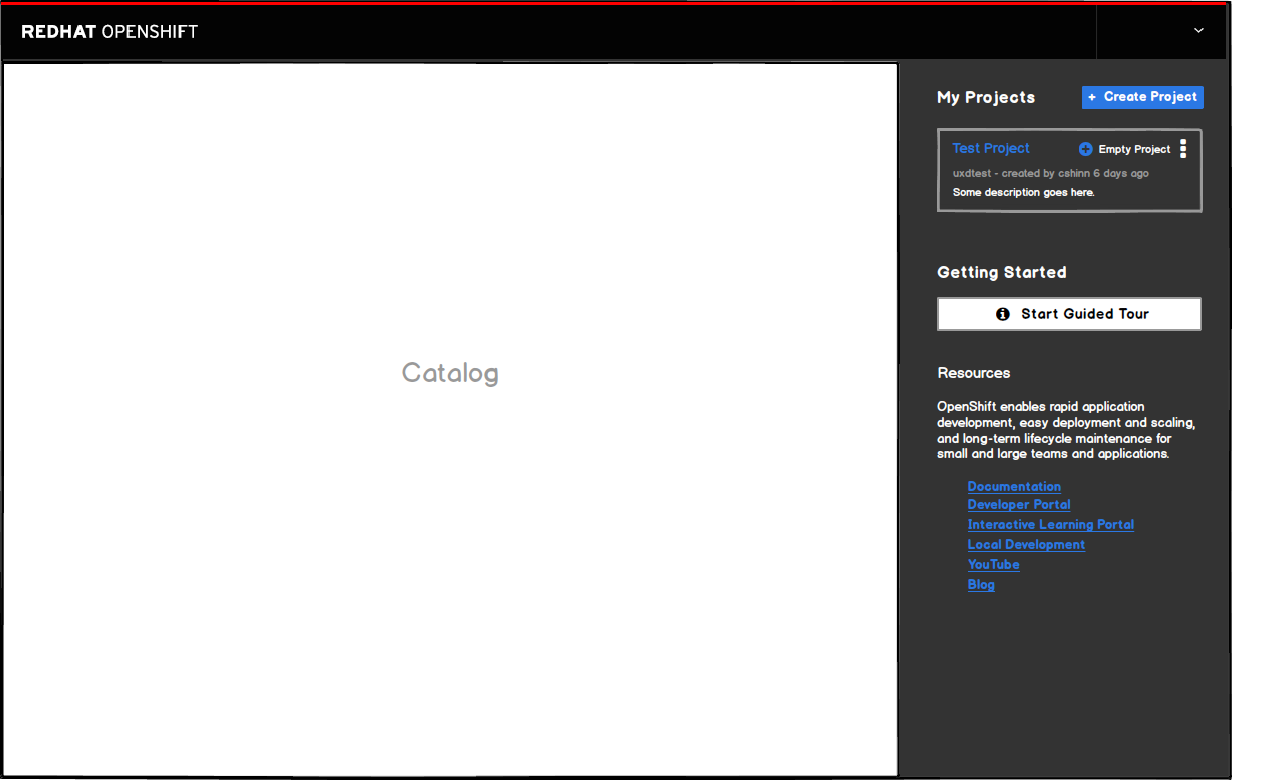 REDHAT OPENSHIFT
My Projects
+ Create Project
Test Project
Empty Project
uxdtest - created by cshinn 6 days ago
Some description goes here.
Getting Started
Start Guided Tour
Catalog
Resources
OpenShift enables rapid application
development, easy deployment and scaling,
and long-term lifecycle maintenance for
small and large teams and applications.
Documentation
Developer Portal
Interactive Learning Portal
Local Development
YouTube
Blog